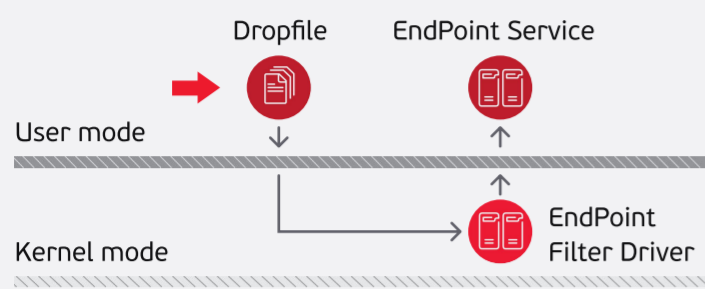 Dropfile
EndPoint Service
User mode
EndPoint
Filter Driver
Kernel mode